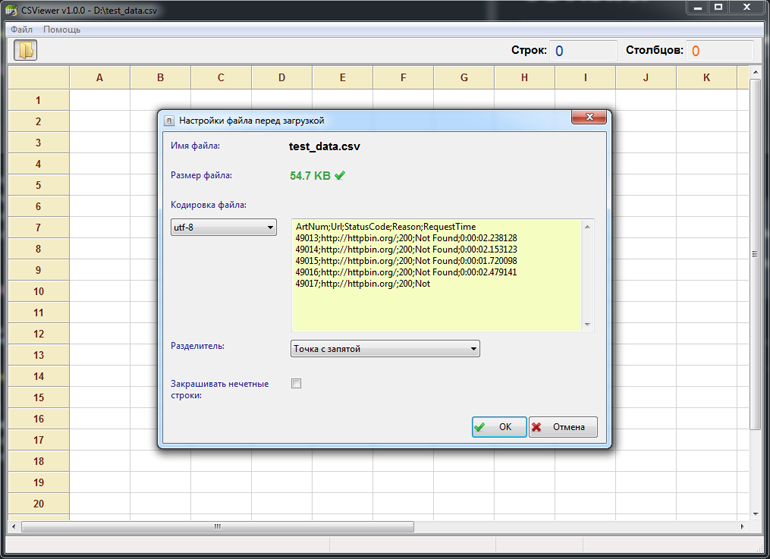 CSViewer v1.0.0 - D:\test_data.csv
Файл Помощь
Строк: 0 Столбцов: 0
A B C D E F G H I J K
1
2
3
4
5
6
7
8
9
10
11
12
13
14
15
16
17
18
19
20
Настройки файла перед загрузкой
Имя файла: test_data.csv
Размер файла: 54.7 KB
Кодировка файла:
utf-8
ArtNum;Url;StatusCode;Reason;RequestTime
49013;http://httpbin.org/;200;Not Found;0:00:02.238128
49014;http://httpbin.org/;200;Not Found;0:00:02.153123
49015;http://httpbin.org/;200;Not Found;0:00:01.720098
49016;http://httpbin.org/;200;Not Found;0:00:02.479141
49017;http://httpbin.org/;200;Not
Разделитель: Точка с запятой
Закрашивать нечетные
строки:
OK Отмена